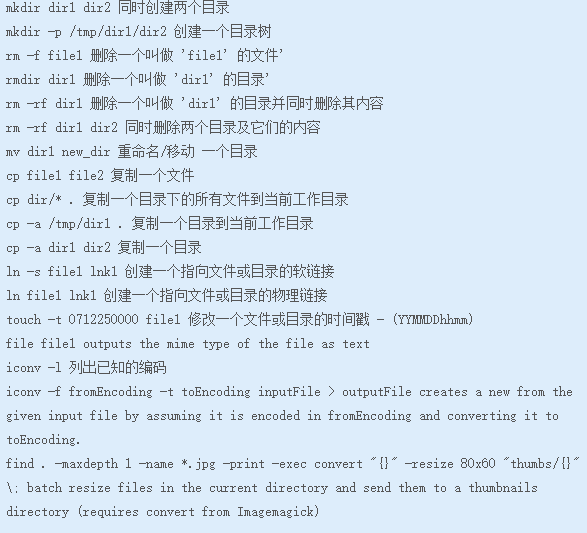 mkdir dir1 dir2 同时创建两个目录
mkdir -p /tmp/dir1/dir2 创建一个目录树
rm -f file1 删除一个叫做 'file1' 的文件'
rmdir dir1 删除一个叫做 'dir1' 的目录'
rm -rf dir1 删除一个叫做 'dir1' 的目录并同时删除其内容
rm -rf dir1 dir2 同时删除两个目录及它们的内容
mv dir1 new_dir 重命名/移动 一个目录
cp file1 file2 复制一个文件
cp dir/* . 复制一个目录下的所有文件到当前工作目录
cp -a /tmp/dir1 . 复制一个目录到当前工作目录
cp -a dir1 dir2 复制一个目录
ln -s file1 lnk1 创建一个指向文件或目录的软链接
ln file1 lnk1 创建一个指向文件或目录的物理链接
touch -t 0712250000 file1 修改一个文件或目录的时间戳 - (YYMMDDhhmm)
file file1 outputs the mime type of the file as text
iconv -l 列出已知的编码
iconv -f fromEncoding -t toEncoding inputFile > outputFile creates a new from the
given input file by assuming it is encoded in fromEncoding and converting it to
toEncoding.
find . -maxdepth 1 -name *.jpg -print -exec convert "{}" -resize 80x60 "thumbs/{}"
\; batch resize files in the current directory and send them to a thumbnails
directory (requires convert from Imagemagick)